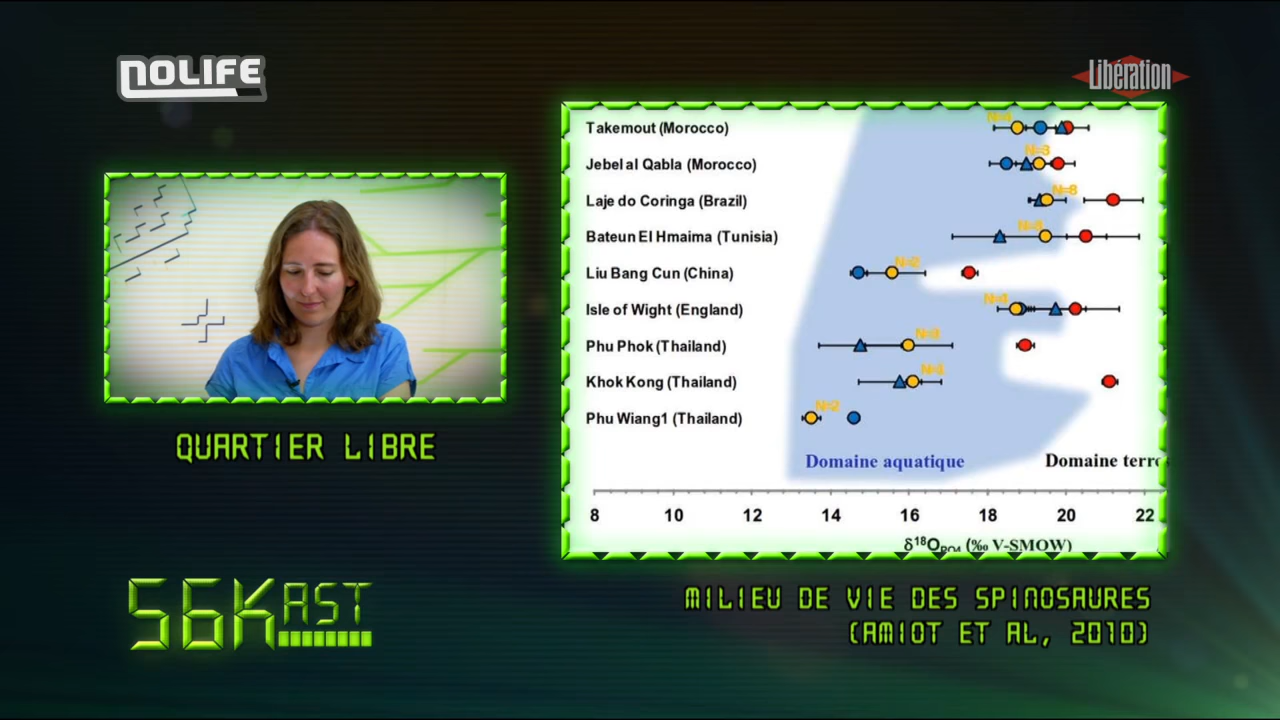 NOLIFE
Libération
Takemout (Morocco)
N=4
Jebel al Qabla (Morocco)
N=3
Laje do Coringa (Brazil)
N=8
Bateun El Hmaima (Tunisia)
Liu Bang Cun (China)
N=2
Isle of Wight (England)
N=4
Phu Phok (Thailand)
Khok Kong (Thailand)
Phu Wiang1 (Thailand)
N=2
Domaine aquatique
Domaine terre
8 10 12 14 16 18 20 22
δ18OPO4 (‰ V-SMOW)
QUARTIER LIBRE
56KAST
MILIEU DE VIE DES SPINOSAURES
(AMIOT ET AL, 2010)